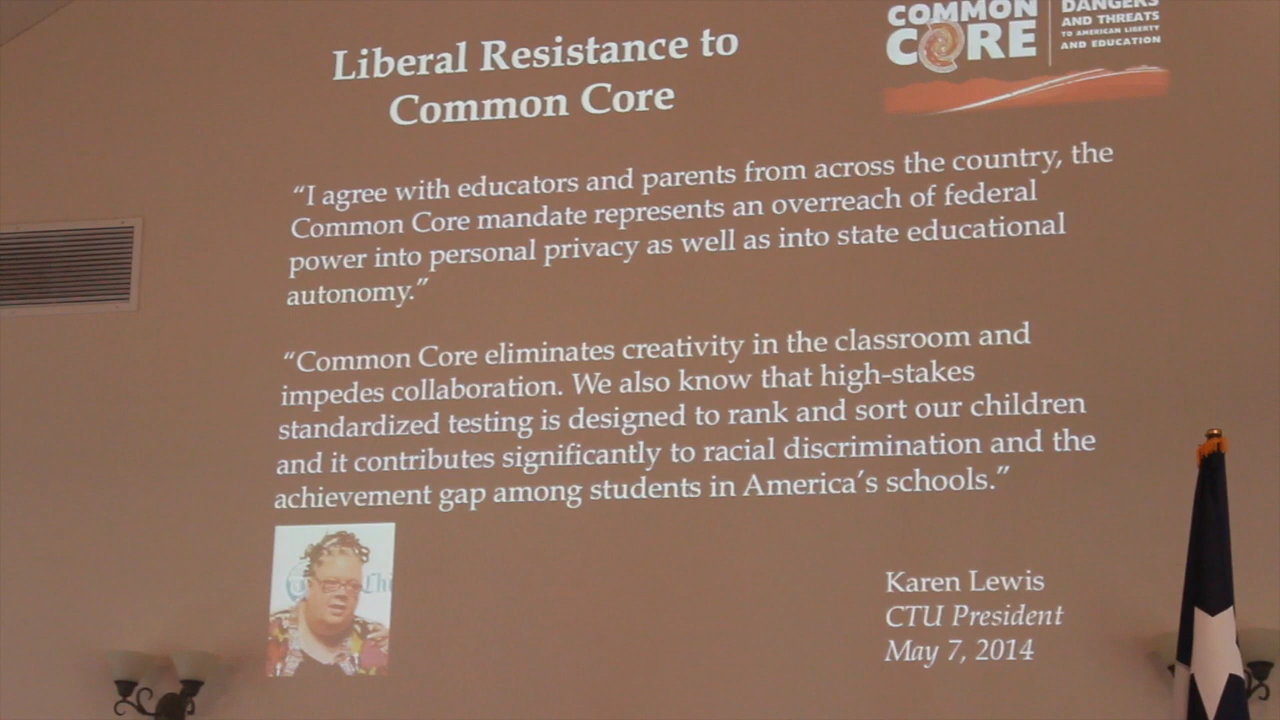 Liberal Resistance to
Common Core
COMMON
CORE
DANGERS
AND THREATS
TO AMERICAN LIBERTY
AND EDUCATION
“I agree with educators and parents from across the country, the
Common Core mandate represents an overreach of federal
power into personal privacy as well as into state educational
autonomy.”
“Common Core eliminates creativity in the classroom and
impedes collaboration. We also know that high-stakes
standardized testing is designed to rank and sort our children
and it contributes significantly to racial discrimination and the
achievement gap among students in America’s schools.”
Chi
Karen Lewis
CTU President
May 7, 2014